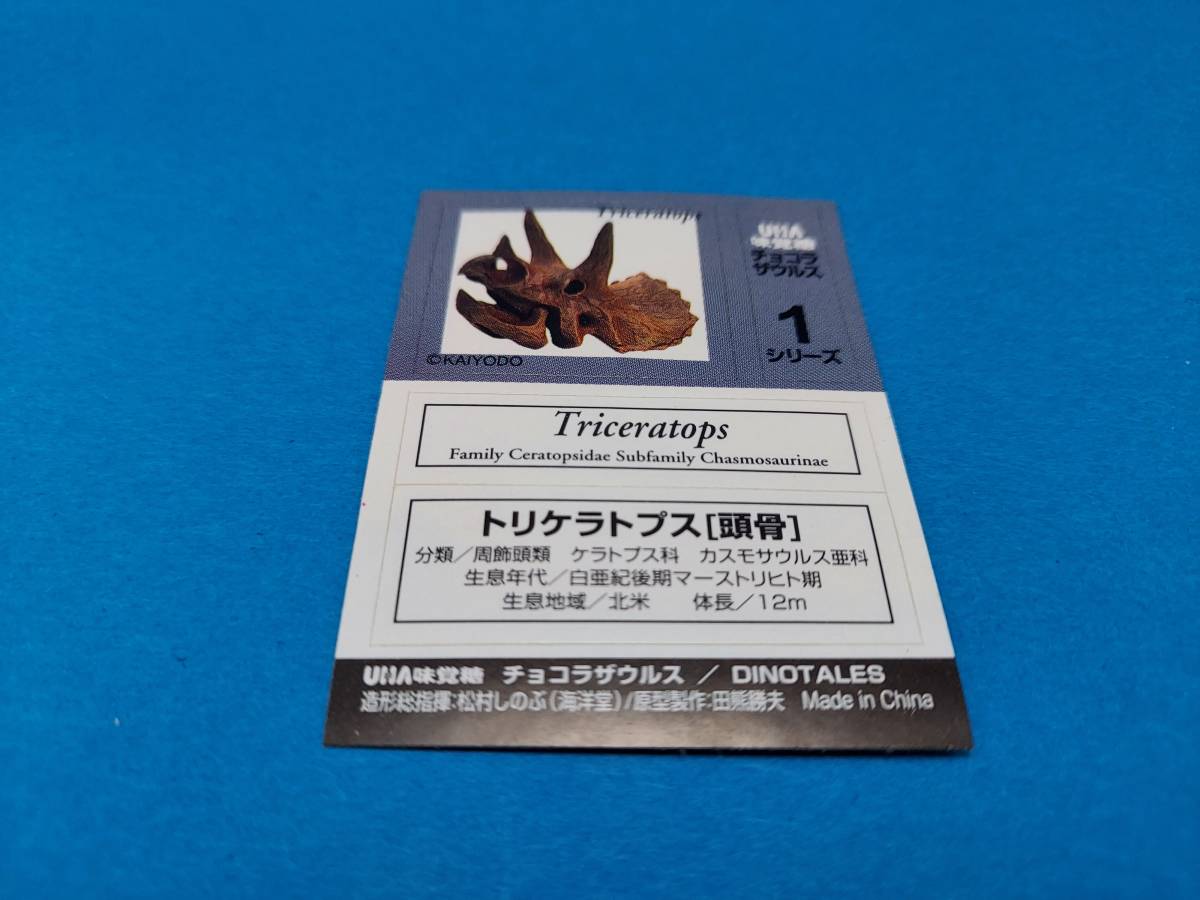 Triceratops
©KAIYODO
UHA
味覚糖
チョコラ
ザウルス
1
シリーズ
Triceratops
Family Ceratopsidae Subfamily Chasmosaurinae
トリケラトプス[頭骨]
分類／周飾頭類 ケラトプス科 カスモサウルス亜科
生息年代／白亜紀後期マーストリヒト期
生息地域／北米 体長／12m
UHA味覚糖 チョコラザウルス ／ DINOTALES
造形総指揮:松村しのぶ(海洋堂)/原型製作:田熊勝夫 Made in China